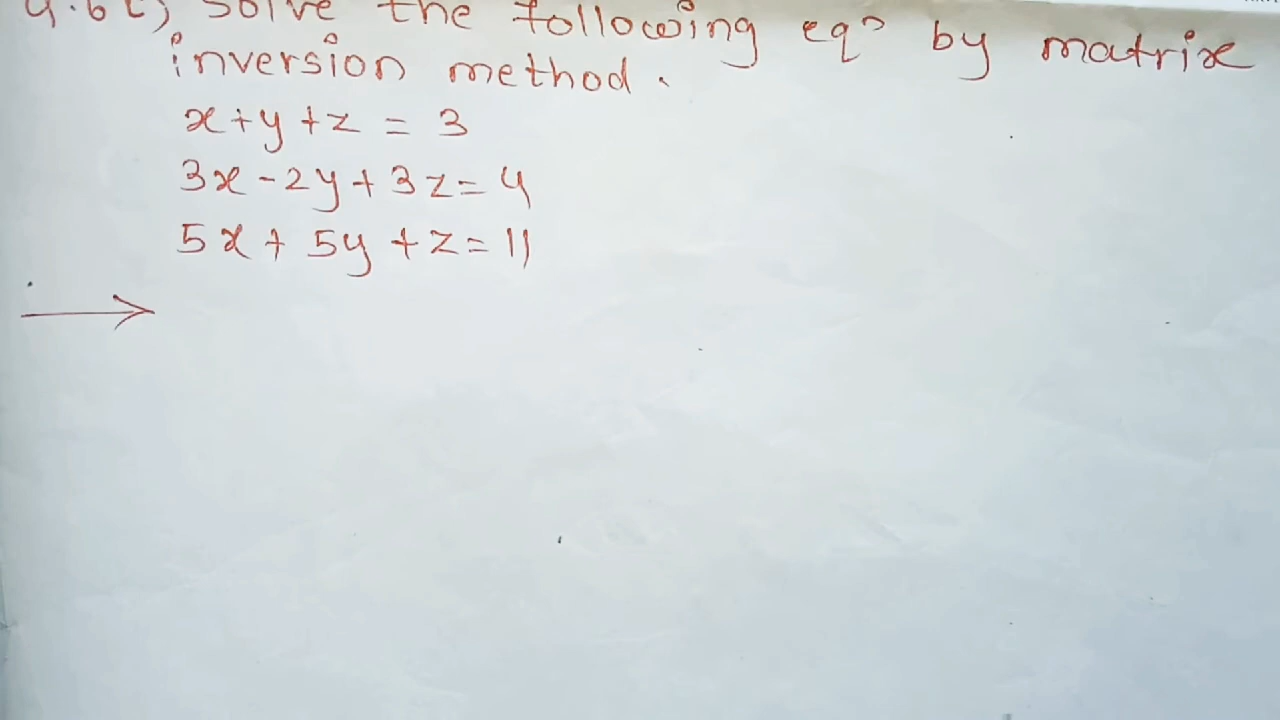 solve the following eqn by matrix
inversion method.
x+y+z = 3
3x-2y+3z=4
5x+5y+z=11